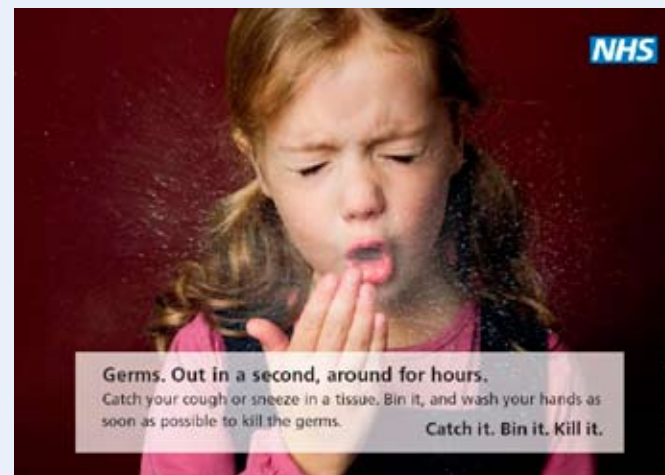 NHS
Germs. Out in a second, around for hours.
Catch your cough or sneeze in a tissue. Bin it, and wash your hands as
soon as possible to kill the germs.
Catch it. Bin it. Kill it.